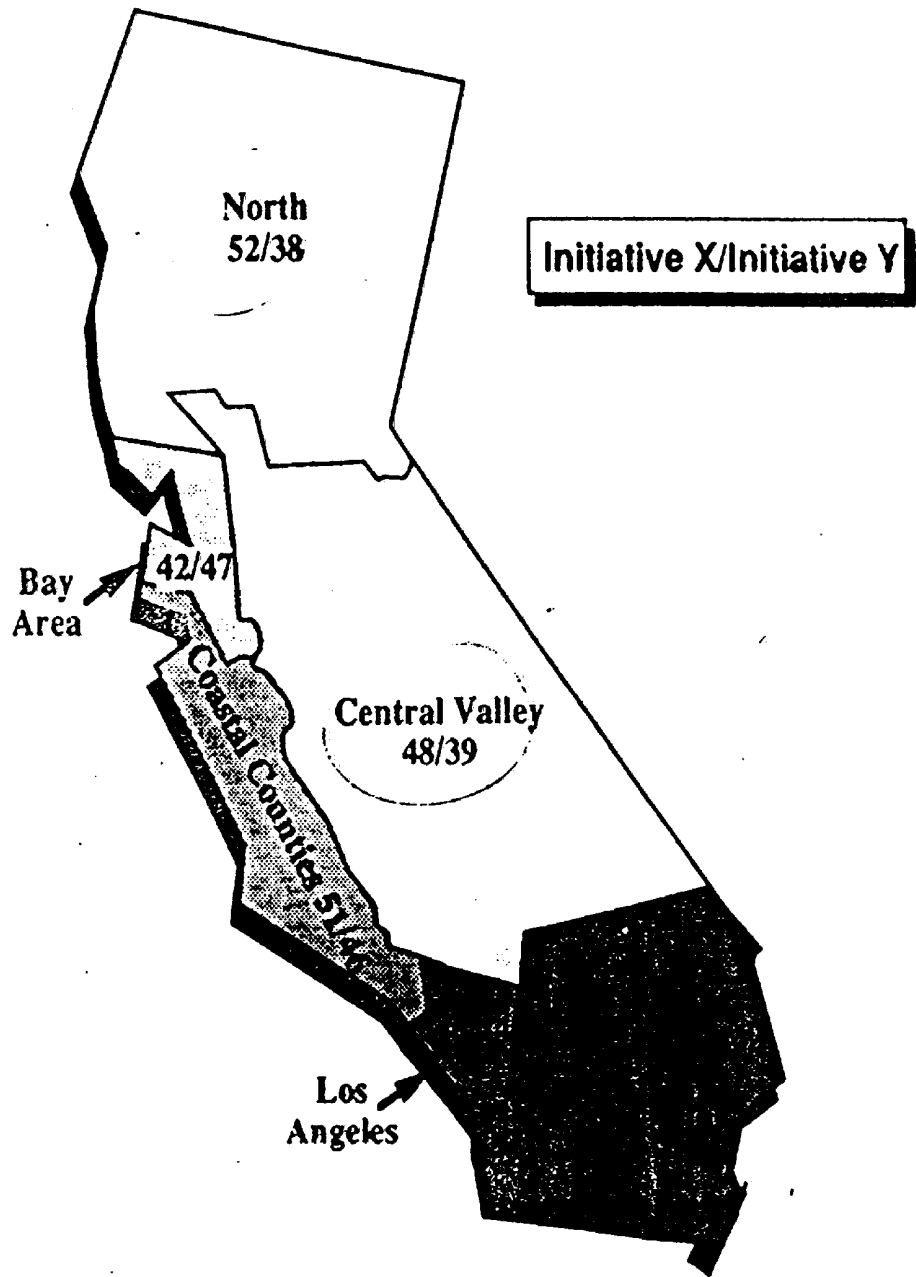 North
52/38
Initiative X/Initiative Y
42/47
Bay
Area
Central Valley
48/39
Coastal Counties
Los
Angeles